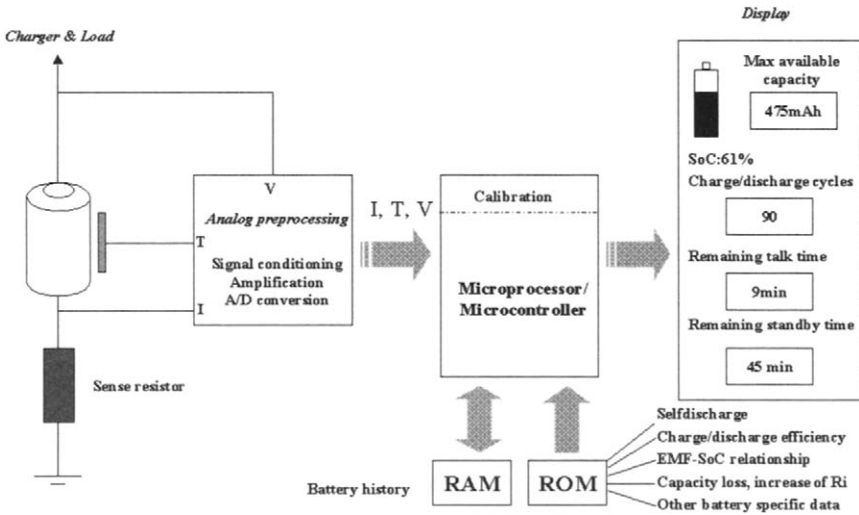 Display
Charger & Load
Max available
capacity
475mAh
SoC:61%
Charge/discharge cycles
90
Remaining talk time
9min
Remaining standby time
45 min
V
Analog preprocessing
T
Signal conditioning
Amplification
A/D conversion
I
I, T, V
Calibration
Microprocessor/
Microcontroller
Sense resistor
Battery history
RAM
ROM
Selfdischarge
Charge/discharge efficiency
EMF-SoC relationship
Capacity loss, increase of Ri
Other battery specific data